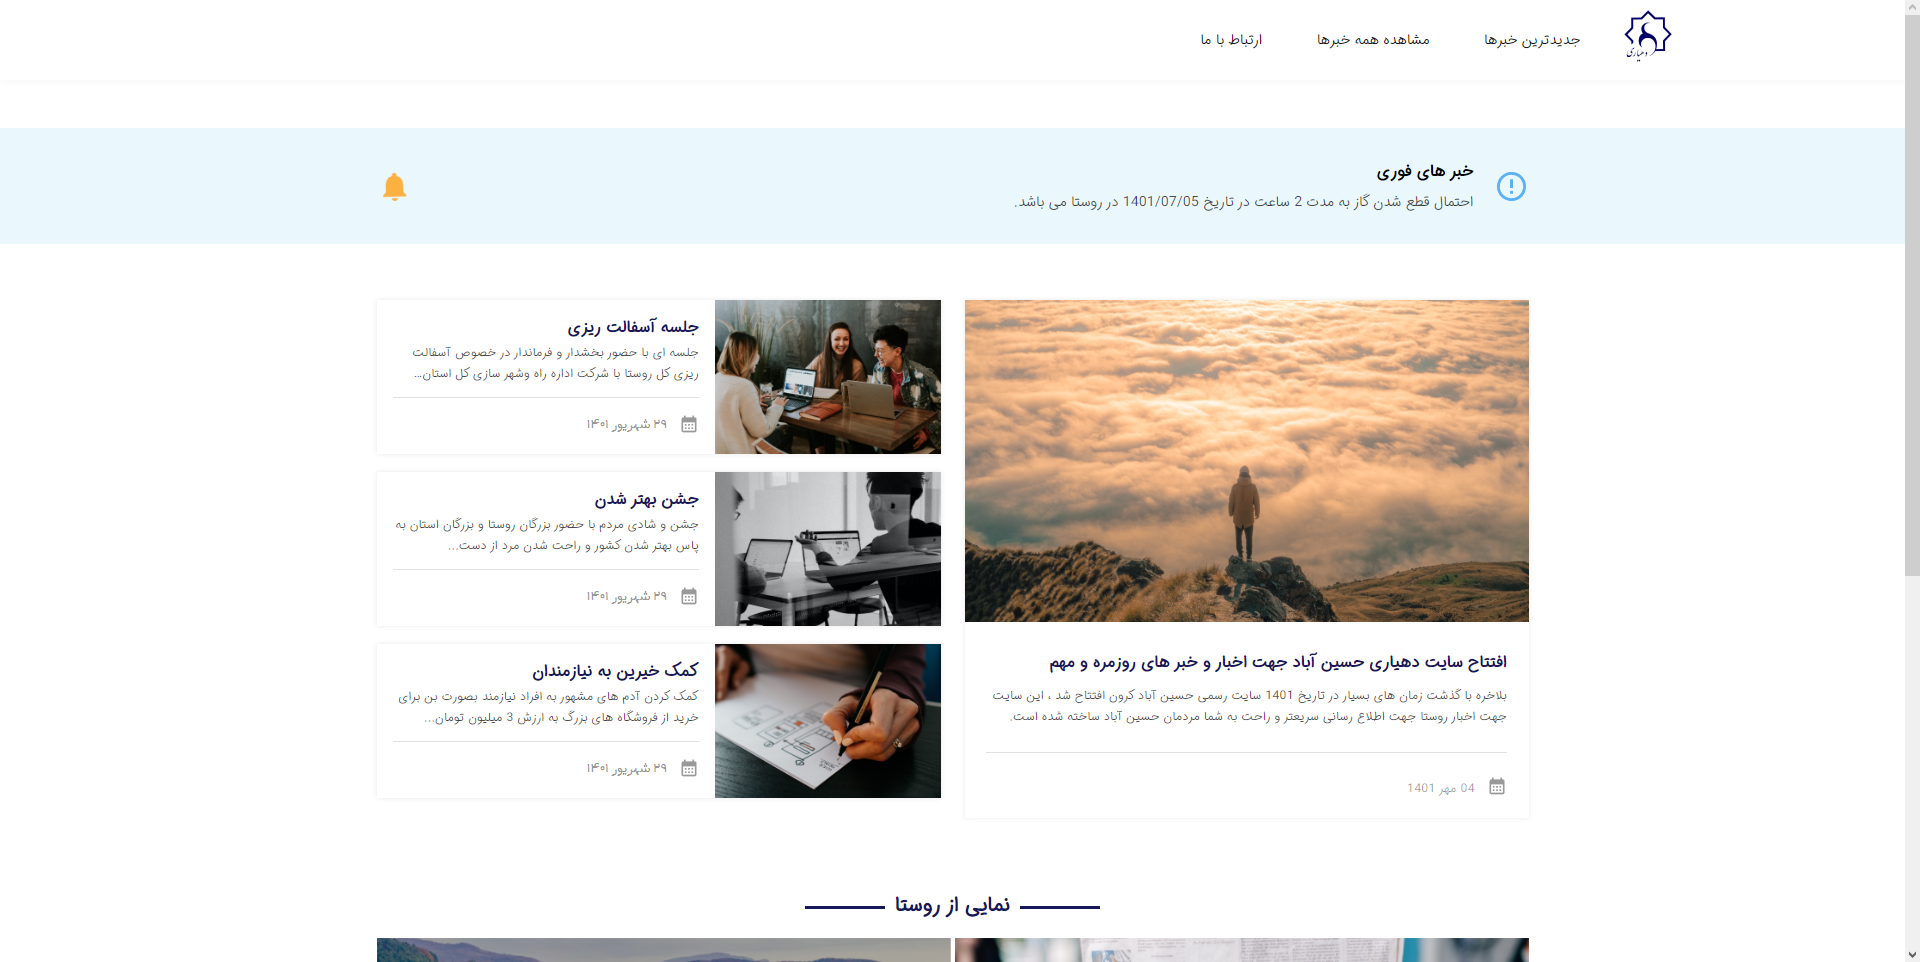 دهیاری
جدیدترین خبرها
مشاهده همه خبرها
ارتباط با ما
خبر های فوری
احتمال قطع شدن گاز به مدت 2 ساعت در تاریخ 1401/07/05 در روستا می باشد.
افتتاح سایت دهیاری حسین آباد جهت اخبار و خبر های روزمره و مهم
بلاخره با گذشت زمان های بسیار در تاریخ 1401 سایت رسمی حسین آباد کرون افتتاح شد ، این سایت
جهت اخبار روستا جهت اطلاع رسانی سریعتر و راحت به شما مردمان حسین آباد ساخته شده است.
04 مهر 1401
جلسه آسفالت ریزی
جلسه ای با حضور بخشدار و فرماندار در خصوص آسفالت
ریزی کل روستا با شرکت اداره راه وشهر سازی کل استان...
۲۹ شهریور ۱۴۰۱
جشن بهتر شدن
جشن و شادی مردم با حضور بزرگان روستا و بزرگان استان به
پاس بهتر شدن کشور و راحت شدن مرد از دست...
۲۹ شهریور ۱۴۰۱
کمک خیرین به نیازمندان
کمک کردن آدم های مشهور به افراد نیازمند بصورت بن برای
خرید از فروشگاه های بزرگ به ارزش 3 میلیون تومان...
۲۹ شهریور ۱۴۰۱
نمایی از روستا